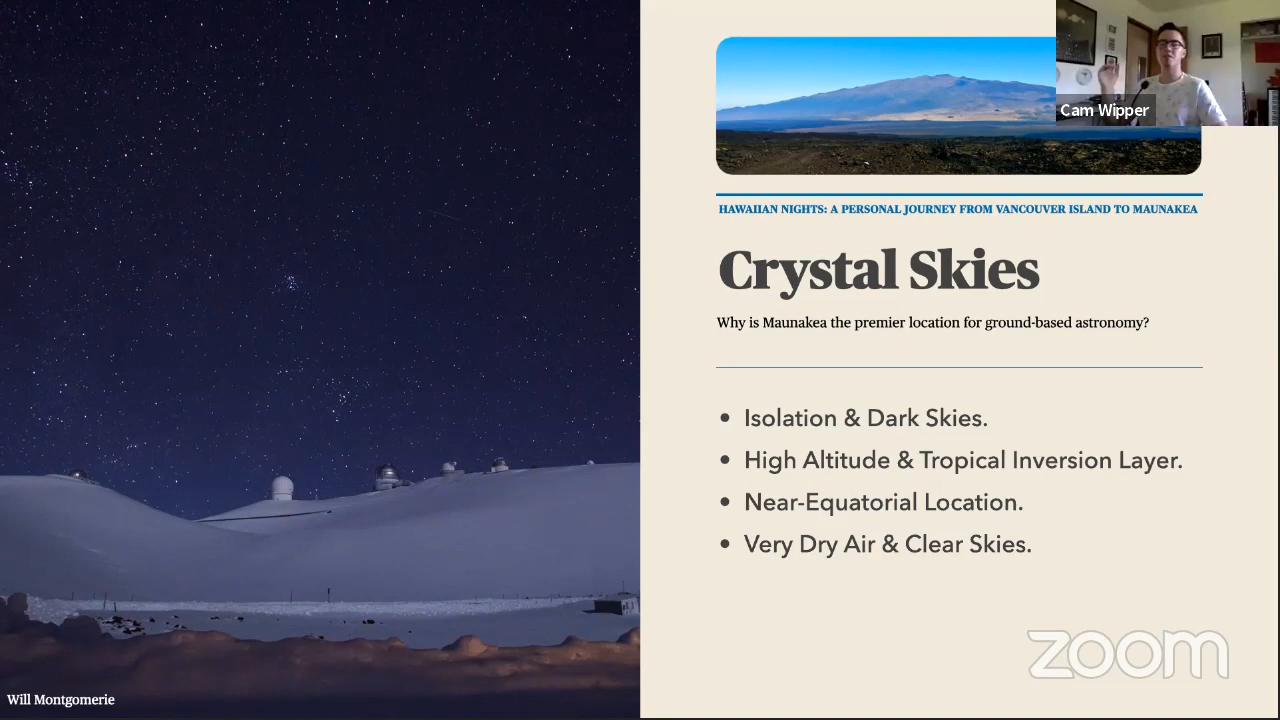 Cam Wipper
HAWAIIAN NIGHTS: A PERSONAL JOURNEY FROM VANCOUVER ISLAND TO MAUNAKEA
Crystal Skies
Why is Maunakea the premier location for ground-based astronomy?
• Isolation & Dark Skies.
• High Altitude & Tropical Inversion Layer.
• Near-Equatorial Location.
• Very Dry Air & Clear Skies.
zoom
Will Montgomerie